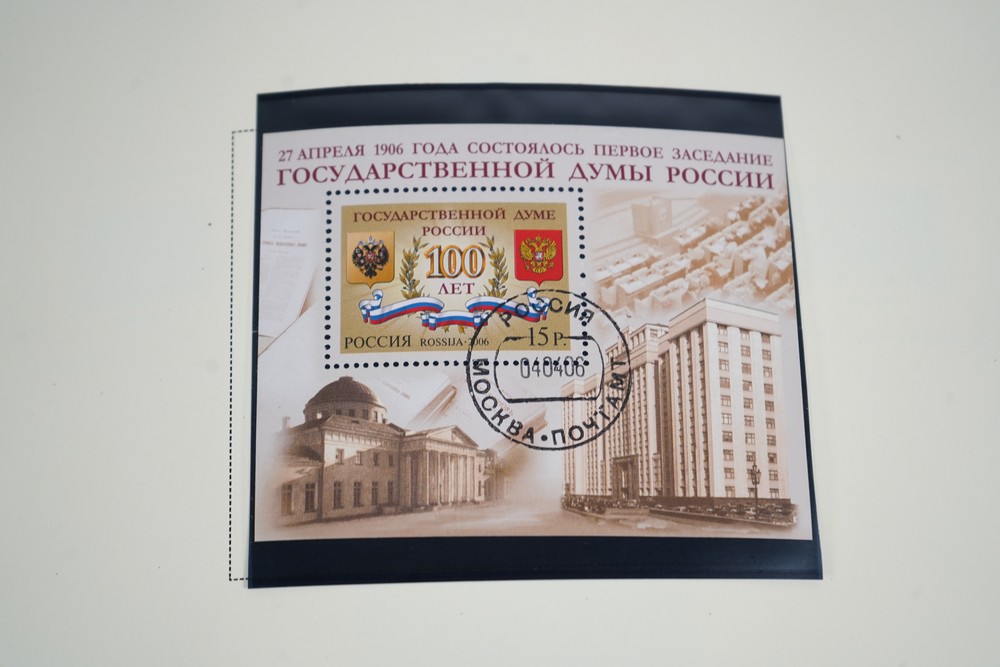 27 АПРЕЛЯ 1906 ГОДА СОСТОЯЛОСЬ ПЕРВОЕ ЗАСЕДАНИЕ
ГОСУДАРСТВЕННОЙ ДУМЫ РОССИИ
ГОСУДАРСТВЕННОЙ ДУМЕ
РОССИИ
100
ЛЕТ
РОССИЯ ROSSIJA·2006 15 Р.
РОССИЯ
040406
МОСКВА·ПОЧТАМТ